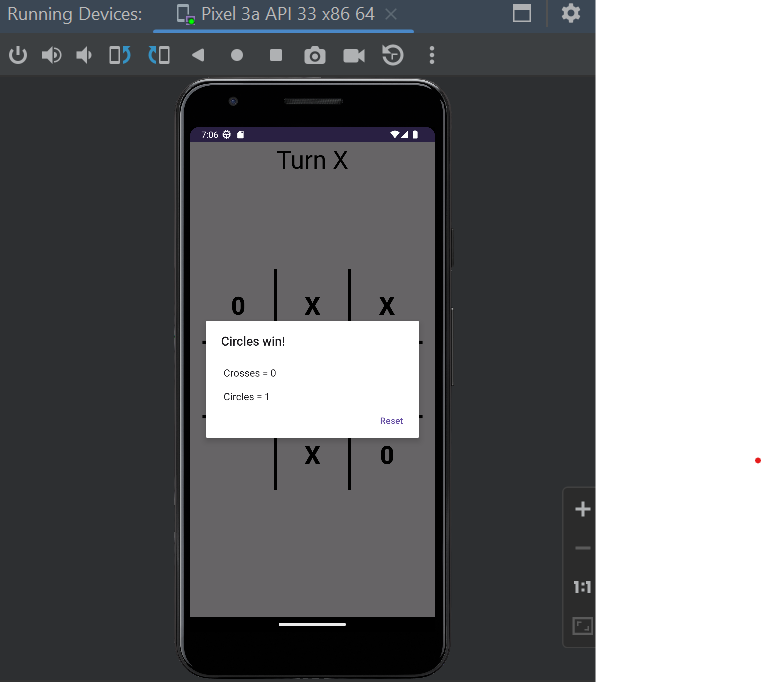 Running Devices: Pixel 3a API 33 x86 64
7:06
Turn X
0 X X
Circles win!
Crosses = 0
Circles = 1
Reset
X 0
1:1